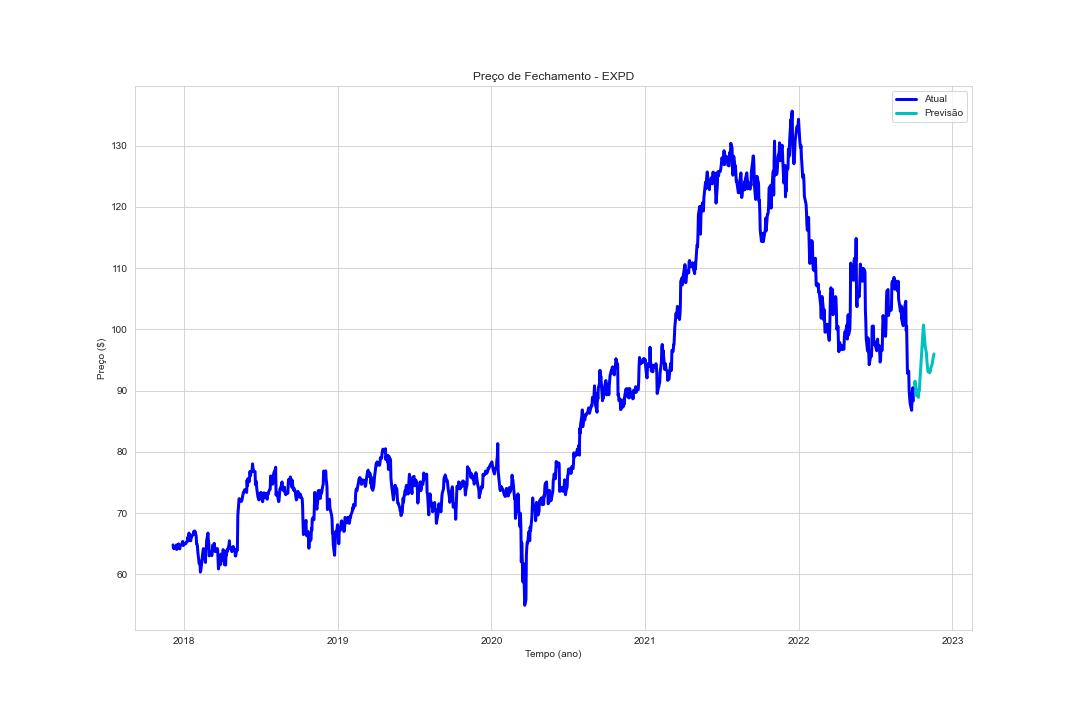 Preço de Fechamento - EXPD
Atual
Previsão
Preço ($)
130
120
110
100
90
80
70
60
2018
2019
2020
2021
2022
2023
Tempo (ano)